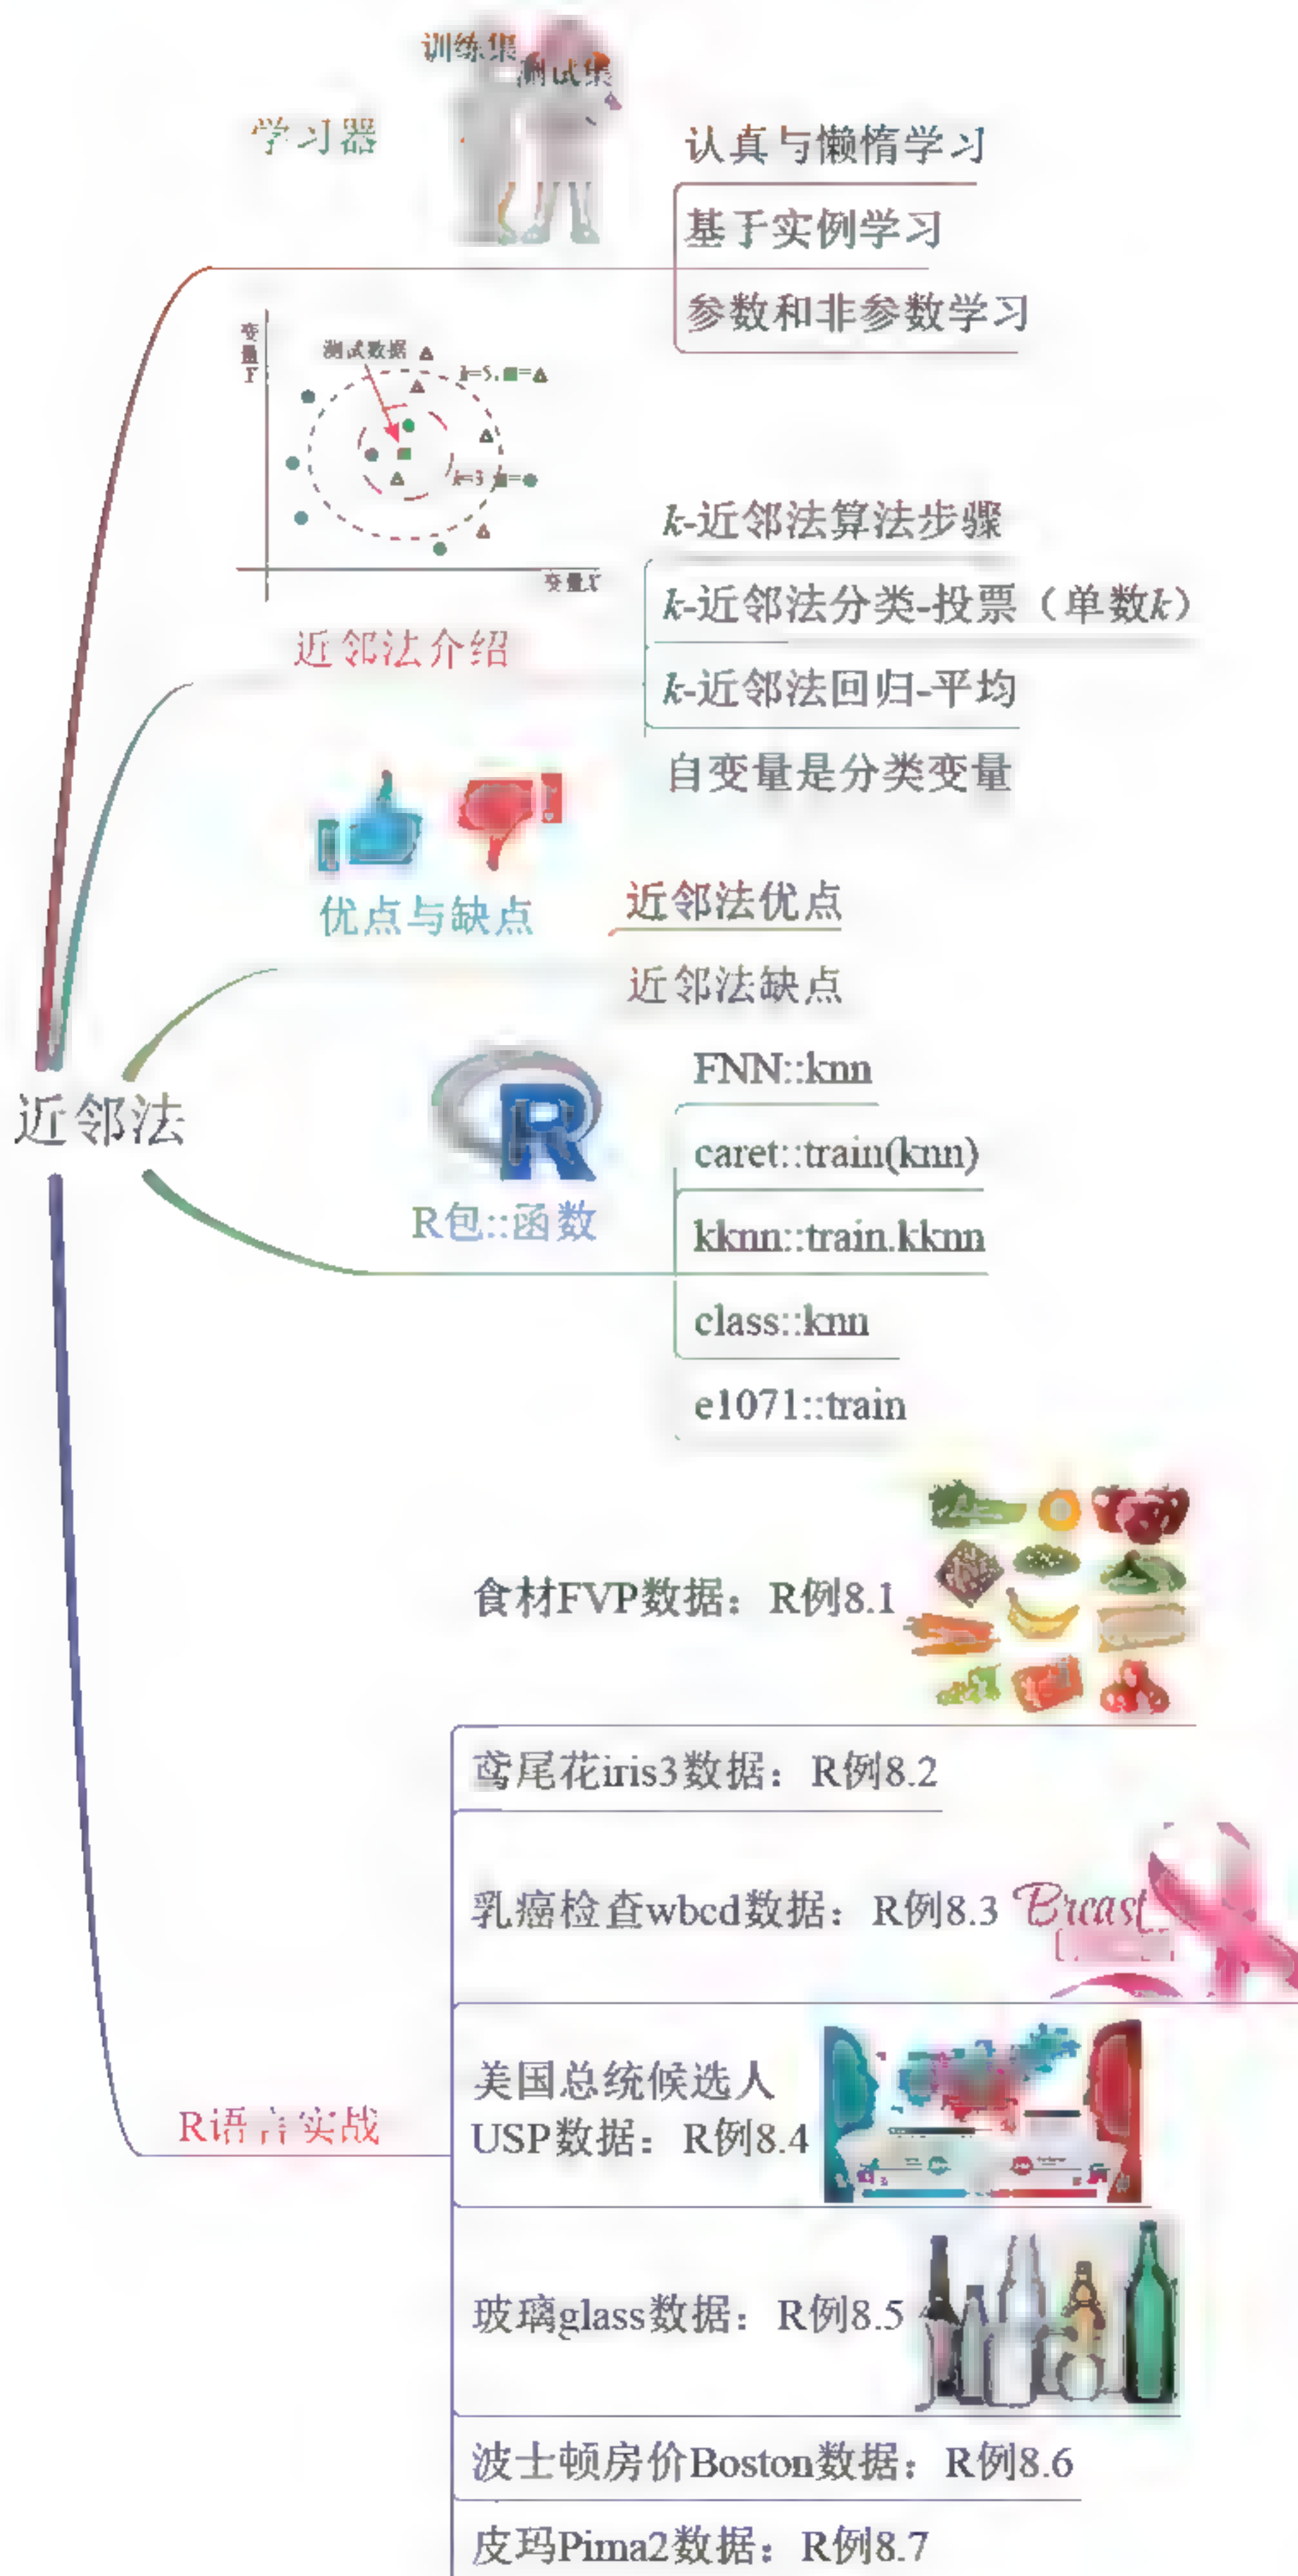 训练集
测试集
学习器
认真与懒惰学习
基于实例学习
参数和非参数学习
变量Y
测试数据
k=5,■=△
k=3 ■=●
变量X
近邻法介绍
k-近邻法算法步骤
k-近邻法分类-投票（单数k）
k-近邻法回归-平均
自变量是分类变量
优点与缺点
近邻法优点
近邻法缺点
近邻法
R
R包::函数
FNN::knn
caret::train(knn)
kknn::train.kknn
class::knn
e1071::train
食材FVP数据：R例8.1
鸢尾花iris3数据：R例8.2
乳癌检查wbcd数据：R例8.3
Breast
R语言实战
美国总统候选人
USP数据：R例8.4
玻璃glass数据：R例8.5
波士顿房价Boston数据：R例8.6
皮玛Pima2数据：R例8.7